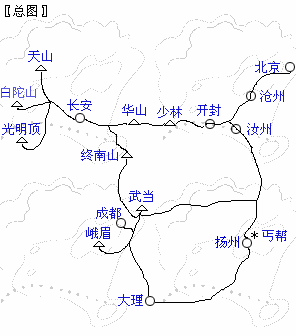 〖总图〗
天山
北京
白陀山
沧州
长安
华山
少林
开封
光明顶
汝州
终南山
武当
成都
峨嵋
丐帮
扬州
大理